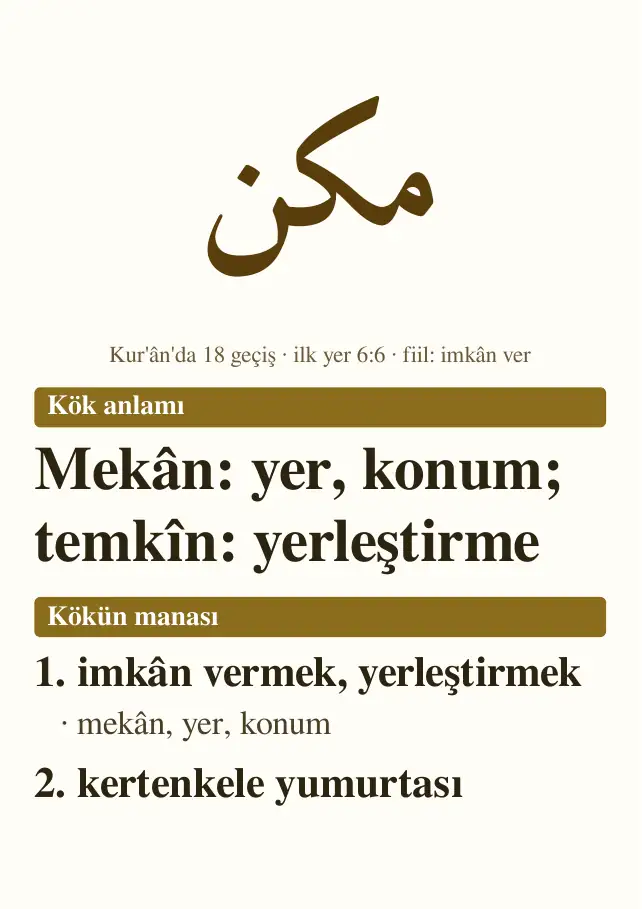 مكن
Kur'ân'da 18 geçiş · ilk yer 6:6 · fiil: imkân ver
Kök anlamı
Mekân: yer, konum;
temkîn: yerleştirme
Kökün manası
1. imkân vermek, yerleştirmek
· mekân, yer, konum
2. kertenkele yumurtası